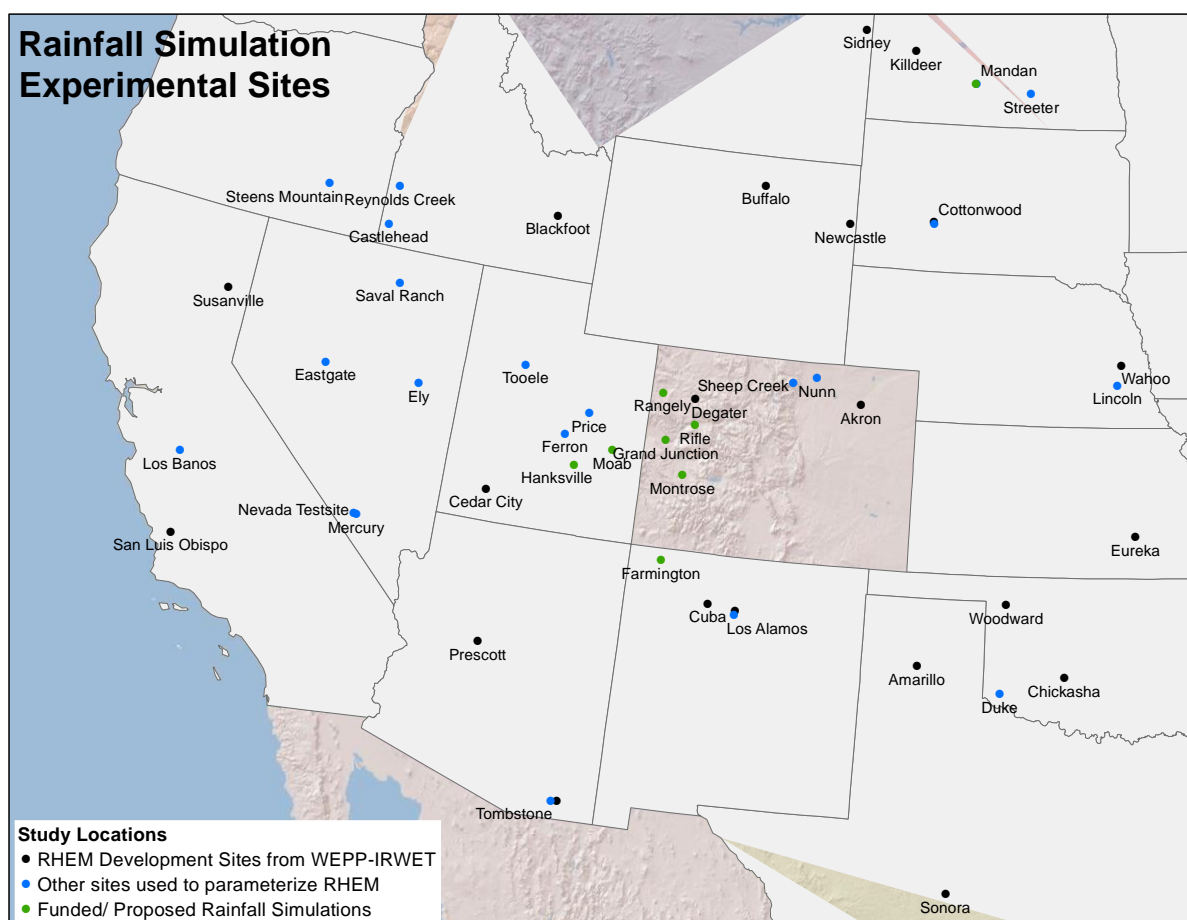 Rainfall Simulation
Experimental Sites
Sidney
Killdeer
Mandan
Streeter
Steens Mountain
Reynolds Creek
Castlehead
Blackfoot
Buffalo
Newcastle
Cottonwood
Susanville
Saval Ranch
Eastgate
Ely
Tooele
Price
Ferron
Hanksville
Moab
Cedar City
Rangely
Degater
Sheep Creek
Nunn
Akron
Rifle
Grand Junction
Montrose
Wahoo
Lincoln
Los Banos
Nevada Testsite
Mercury
San Luis Obispo
Eureka
Farmington
Cuba
Los Alamos
Prescott
Woodward
Amarillo
Duke
Chickasha
Tombstone
Sonora
Study Locations
RHEM Development Sites from WEPP-IRWET
Other sites used to parameterize RHEM
Funded/ Proposed Rainfall Simulations